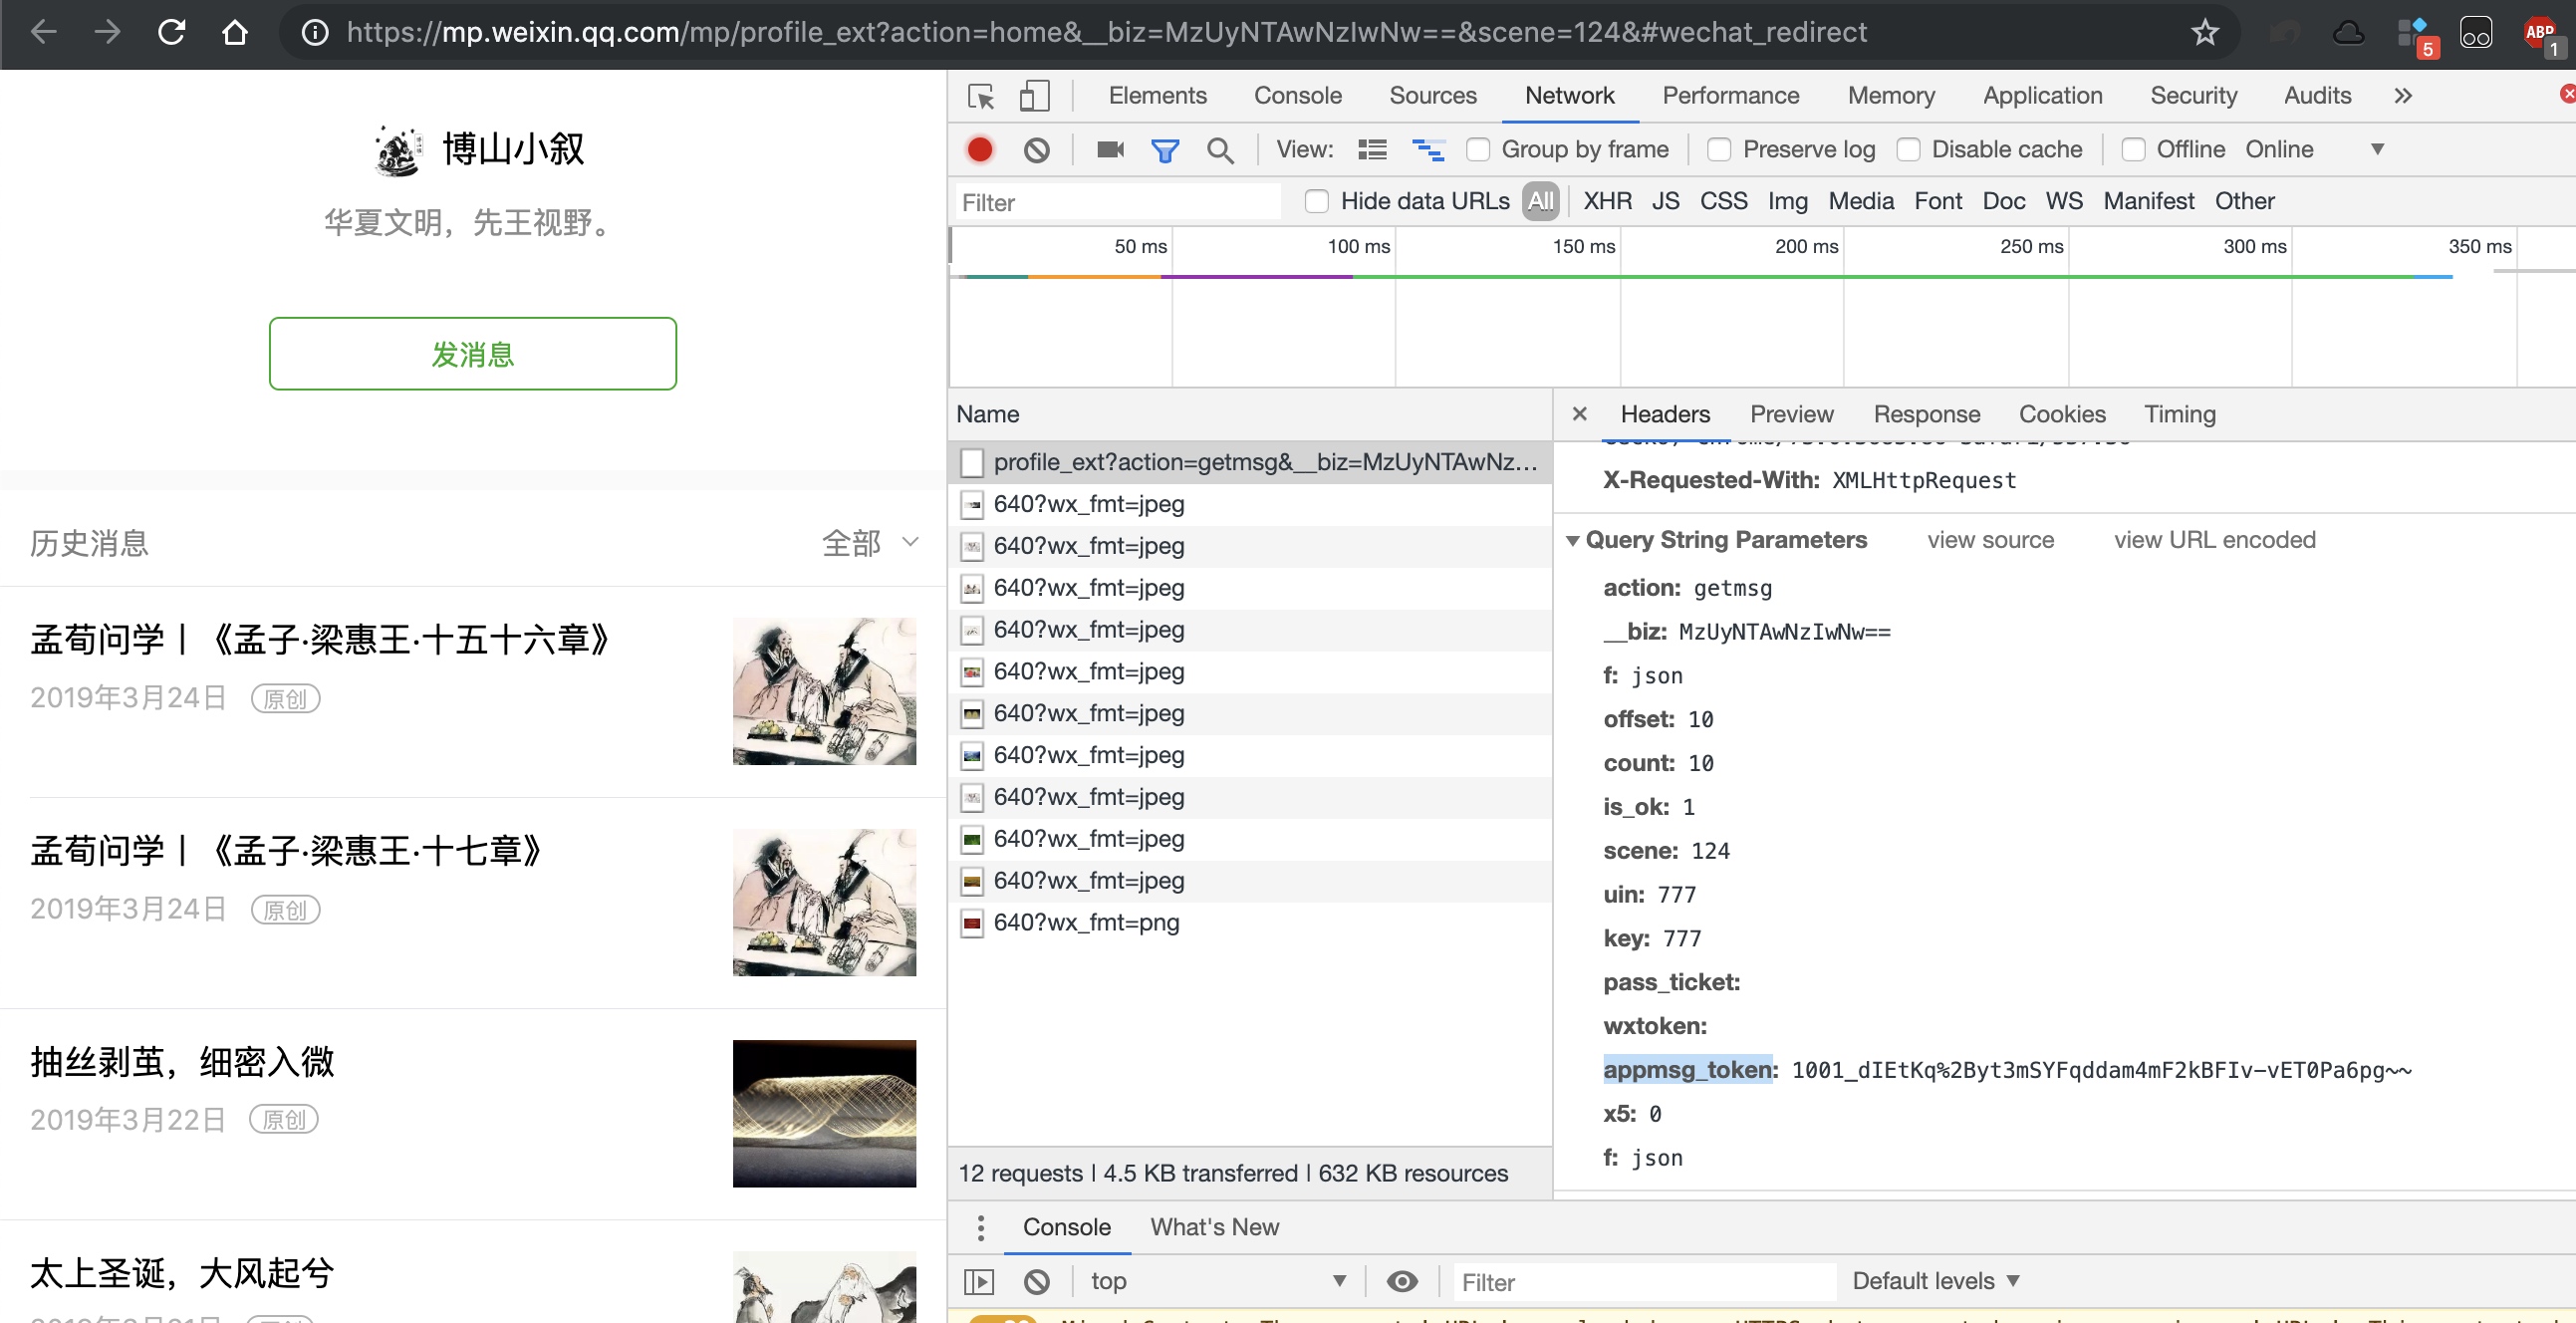 https://mp.weixin.qq.com/mp/profile_ext?action=home&__biz=MzUyNTAwNzIwNw==&scene=124&#wechat_redirect
5
ABP
1
博山小叙
华夏文明，先王视野。
发消息
历史消息
全部
孟荀问学丨《孟子·梁惠王·十五十六章》
2019年3月24日 原创
孟荀问学丨《孟子·梁惠王·十七章》
2019年3月24日 原创
抽丝剥茧，细密入微
2019年3月22日 原创
太上圣诞，大风起兮
Elements Console Sources Network Performance Memory Application Security Audits »
View: Group by frame Preserve log Disable cache Offline Online ▼
Filter Hide data URLs All XHR JS CSS Img Media Font Doc WS Manifest Other
50 ms 100 ms 150 ms 200 ms 250 ms 300 ms 350 ms
Name
profile_ext?action=getmsg&__biz=MzUyNTAwNz...
640?wx_fmt=jpeg
640?wx_fmt=jpeg
640?wx_fmt=jpeg
640?wx_fmt=jpeg
640?wx_fmt=jpeg
640?wx_fmt=jpeg
640?wx_fmt=jpeg
640?wx_fmt=jpeg
640?wx_fmt=jpeg
640?wx_fmt=jpeg
640?wx_fmt=png
12 requests | 4.5 KB transferred | 632 KB resources
× Headers Preview Response Cookies Timing
X-Requested-With: XMLHttpRequest
▼ Query String Parameters view source view URL encoded
action: getmsg
__biz: MzUyNTAwNzIwNw==
f: json
offset: 10
count: 10
is_ok: 1
scene: 124
uin: 777
key: 777
pass_ticket:
wxtoken:
appmsg_token: 1001_dIEtKq%2Byt3mSYFqddam4mF2kBFIv-vET0Pa6pg~~
x5: 0
f: json
Console What's New
top ▼ Filter Default levels ▼